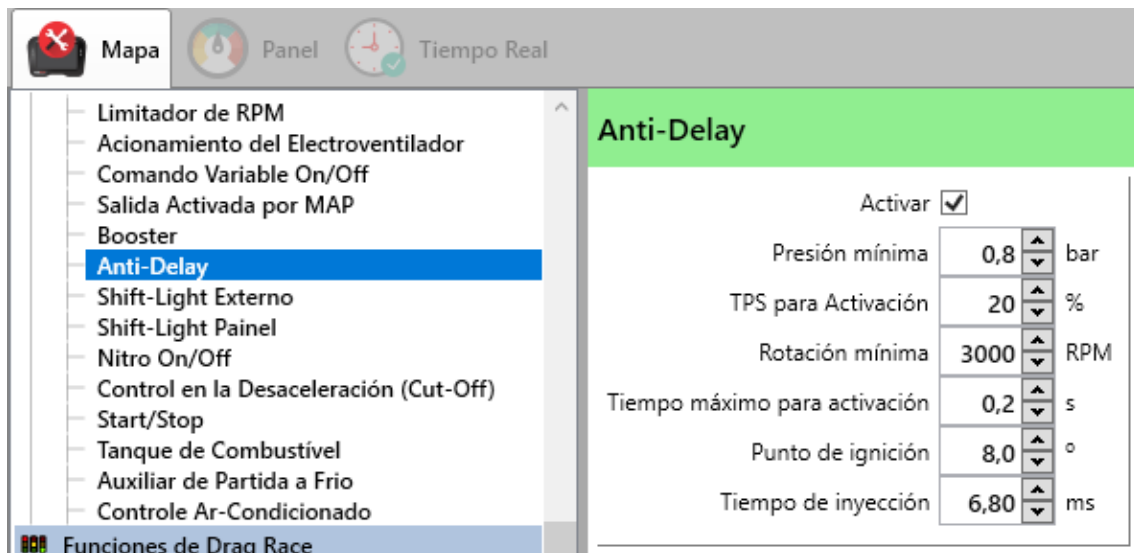 Mapa
Panel
Tiempo Real
Limitador de RPM
Acionamiento del Electroventilador
Comando Variable On/Off
Salida Activada por MAP
Booster
Anti-Delay
Shift-Light Externo
Shift-Light Painel
Nitro On/Off
Control en la Desaceleración (Cut-Off)
Start/Stop
Tanque de Combustível
Auxiliar de Partida a Frio
Controle Ar-Condicionado
Funciones de Drag Race
Anti-Delay
Activar
Presión mínima 0,8 bar
TPS para Activación 20 %
Rotación mínima 3000 RPM
Tiempo máximo para activación 0,2 s
Punto de ignición 8,0 °
Tiempo de inyección 6,80 ms